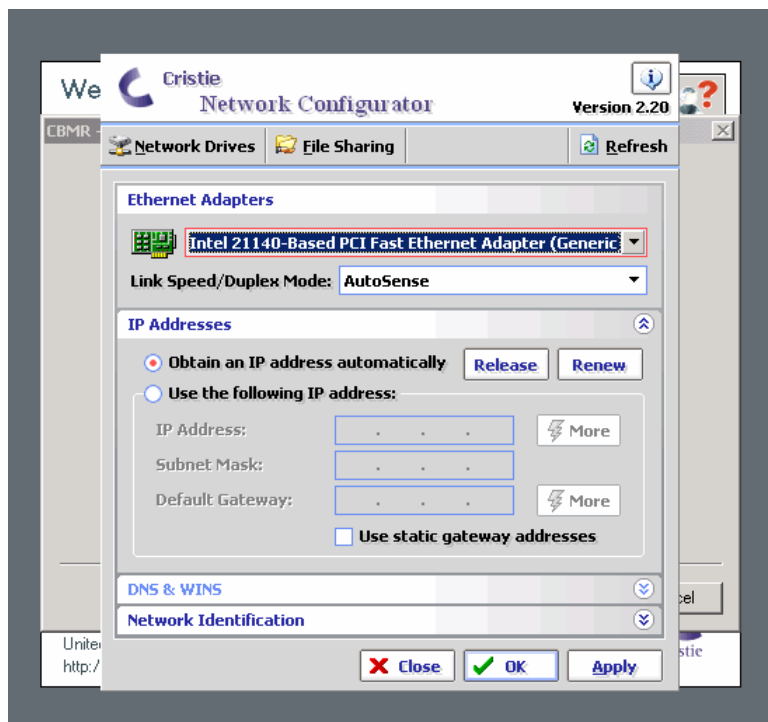 We
Cristie
Network Configurator
Version 2.20
CBMR -
Network Drives
File Sharing
Refresh
Ethernet Adapters
Intel 21140-Based PCI Fast Ethernet Adapter (Generic
Link Speed/Duplex Mode: AutoSense
IP Addresses
Obtain an IP address automatically
Release
Renew
Use the following IP address:
IP Address:
. . .
More
Subnet Mask:
. . .
Default Gateway:
. . .
More
Use static gateway addresses
DNS & WINS
cel
Network Identification
Unite
http:/
stie
Close
OK
Apply